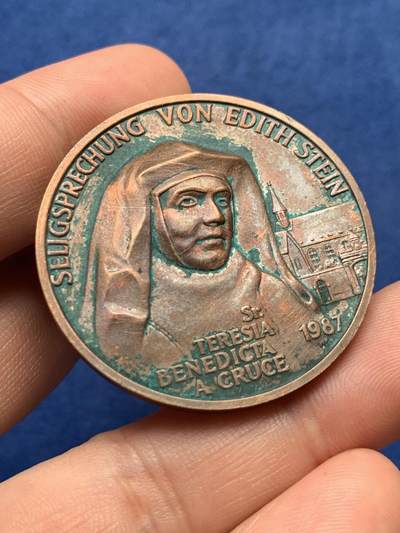 SELIGSPRECHUNG VON EDITH STEIN
Sr.
TERESIA
BENEDICTA
A CRUCE
1987